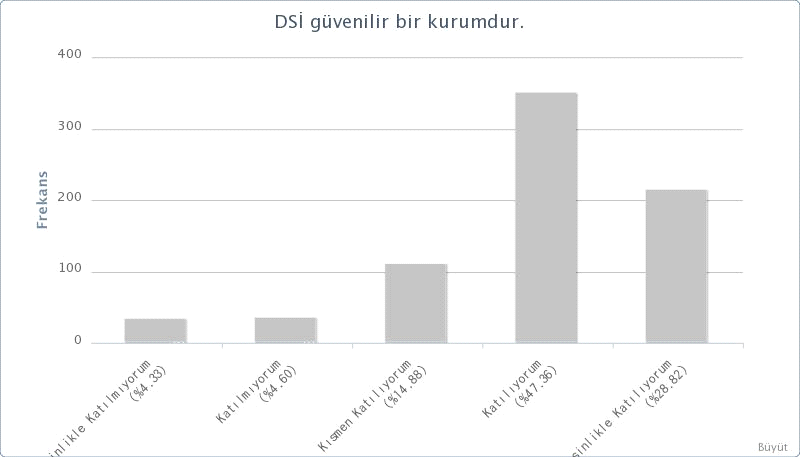 DSİ güvenilir bir kurumdur.
400
300
200
100
0
Frekans
Katılmıyorum
(%4.33)
Katılmıyorum
(%4.60)
Kısmen Katılıyorum
(%14.88)
Katılıyorum
(%47.36)
Katılıyorum
(%28.82)
Büyüt